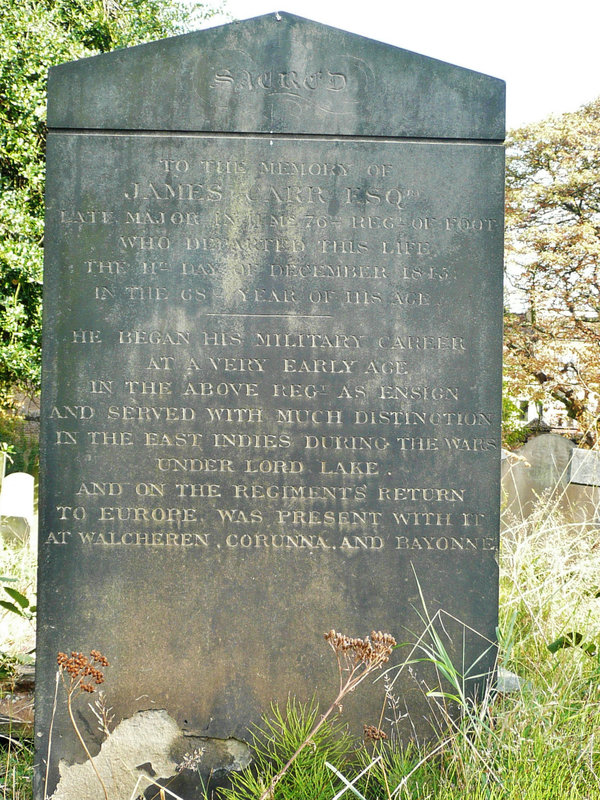 SACRED
TO THE MEMORY OF
JAMES CARR ESQRE
LATE MAJOR IN H.MS 76TH REGT OF FOOT
WHO DEPARTED THIS LIFE
THE 11TH DAY OF DECEMBER 1845
IN THE 68 YEAR OF HIS AGE.
HE BEGAN HIS MILITARY CAREER
AT A VERY EARLY AGE
IN THE ABOVE REGT AS ENSIGN
AND SERVED WITH MUCH DISTINCTION
IN THE EAST INDIES DURING THE WARS
UNDER LORD LAKE.
AND ON THE REGIMENTS RETURN
TO EUROPE, WAS PRESENT WITH IT
AT WALCHEREN, CORUNNA, AND BAYONNE